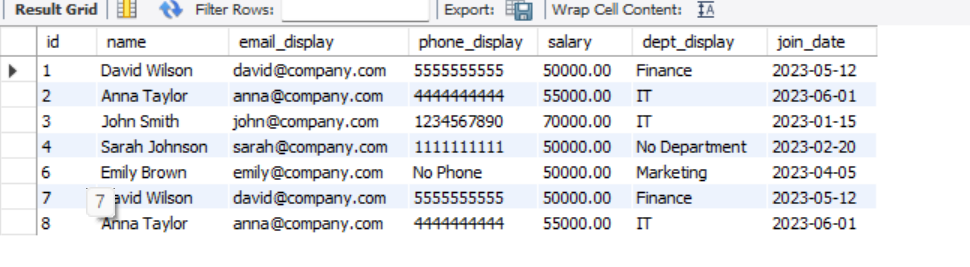 Result Grid Filter Rows: Export: Wrap Cell Content: IA
id name email_display phone_display salary dept_display join_date
1 David Wilson david@company.com 5555555555 50000.00 Finance 2023-05-12
2 Anna Taylor anna@company.com 4444444444 55000.00 IT 2023-06-01
3 John Smith john@company.com 1234567890 70000.00 IT 2023-01-15
4 Sarah Johnson sarah@company.com 1111111111 50000.00 No Department 2023-02-20
6 Emily Brown emily@company.com No Phone 50000.00 Marketing 2023-04-05
7 7 avid Wilson david@company.com 5555555555 50000.00 Finance 2023-05-12
8 Anna Taylor anna@company.com 4444444444 55000.00 IT 2023-06-01